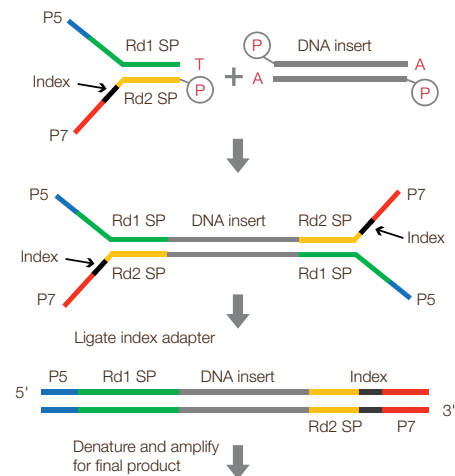 P5
Rd1 SP
T
P
DNA insert
A
Index
A
P
P
Rd2 SP
P7
P5
P7
Rd1 SP
DNA insert
Rd2 SP
Index
Index
Rd2 SP
Rd1 SP
P7
P5
Ligate index adapter
P5
Rd1 SP
DNA insert
Index
5'
3'
Rd2 SP
P7
Denature and amplify
for final product